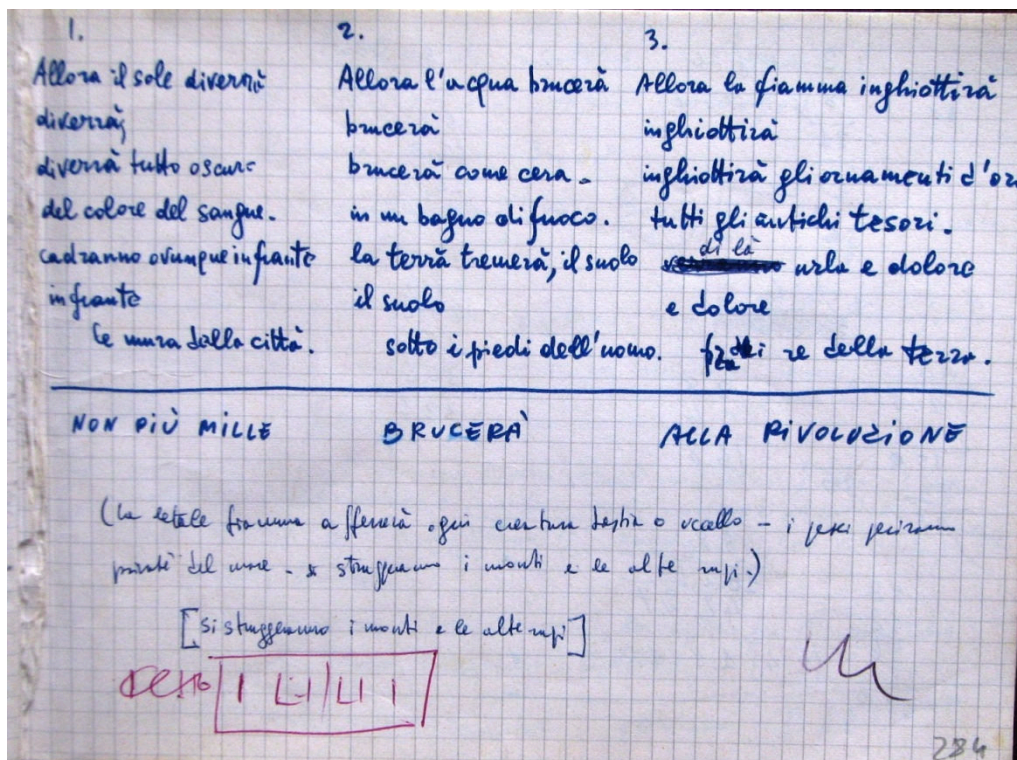 1.
Allora il sole diverrà
diverrà,
diverrà tutto oscuro
del colore del sangue.
cadranno ovunque infrante
infrante
le mura della città.
2.
Allora l'acqua brucerà
brucerà
brucerà come cera.
in un bagno di fuoco.
la terrà tremerà, il suolo
il suolo
sotto i piedi dell'uomo.
3.
Allora la fiamma inghiottirà
inghiottirà
inghiottirà gli ornamenti d'oro
tutti gli antichi tesori.
di là urla e dolore
e dolore
fra i re della terra.
NON PIÙ MILLE
BRUCERÀ
ALLA RIVOLUZIONE
(la letale fiamma afferrerà ogni creatura bestia o uccello - i pesci periranno
privati del mare - si struggeranno i monti e le alte rupi.)
[si struggeranno i monti e le alte rupi]
284